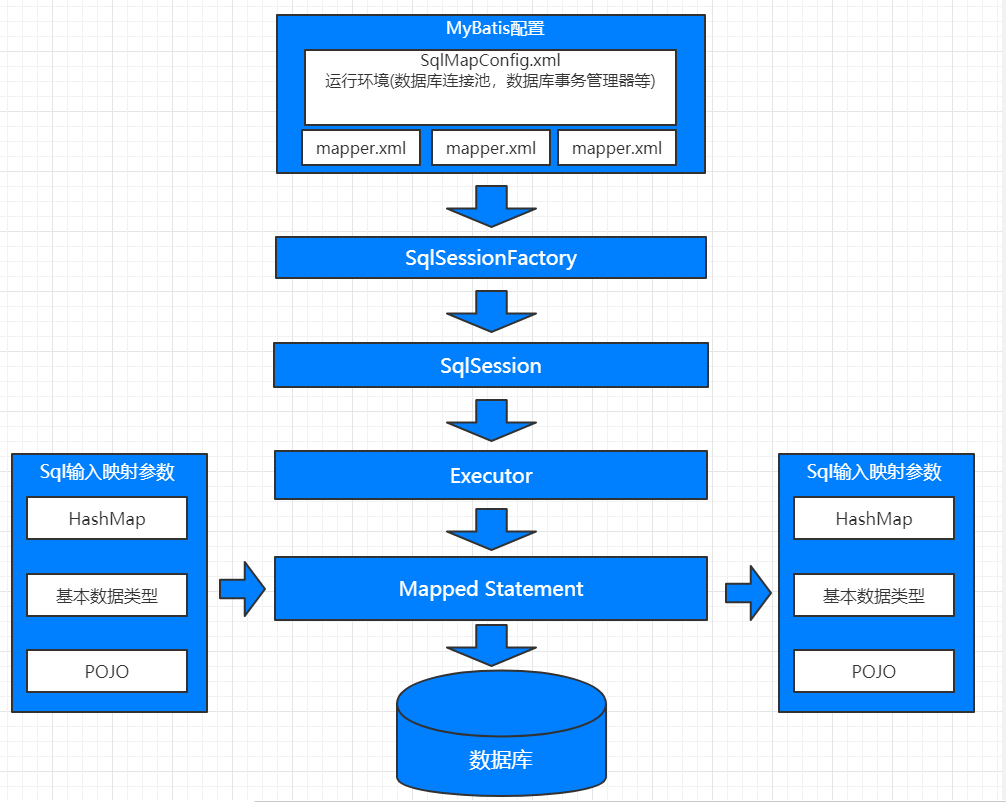 MyBatis配置
SqlMapConfig.xml
运行环境(数据库连接池，数据库事务管理器等)
mapper.xml
mapper.xml
mapper.xml
SqlSessionFactory
SqlSession
Executor
Sql输入映射参数
HashMap
基本数据类型
POJO
Mapped Statement
Sql输入映射参数
HashMap
基本数据类型
POJO
数据库